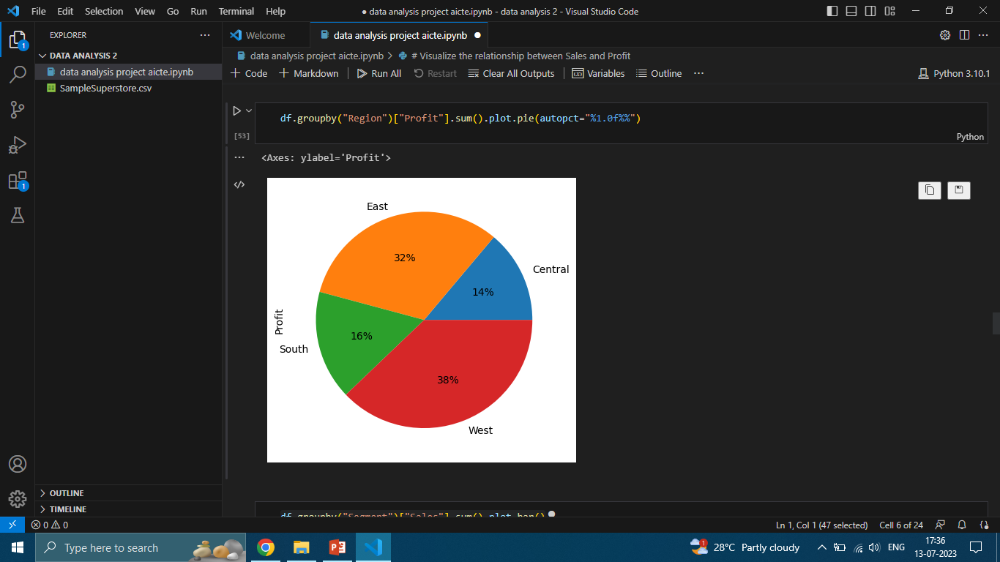 File Edit Selection View Go Run Terminal Help
● data analysis project aicte.ipynb - data analysis 2 - Visual Studio Code
EXPLORER
DATA ANALYSIS 2
data analysis project aicte.ipynb
SampleSuperstore.csv
OUTLINE
TIMELINE
1
1
Welcome
data analysis project aicte.ipynb
data analysis project aicte.ipynb > # Visualize the relationship between Sales and Profit
+ Code + Markdown Run All Restart Clear All Outputs Variables Outline ... Python 3.10.1
df.groupby("Region")["Profit"].sum().plot.pie(autopct="%1.0f%%")
[53]
Python
<Axes: ylabel='Profit'>
East
32%
Central
14%
Profit
16%
South
38%
West
df.groupby("Segment")["Sales"].sum().plot.bar()
0 0
Ln 1, Col 1 (47 selected) Cell 6 of 24
Type here to search
1
28°C Partly cloudy
ENG
17:36
13-07-2023